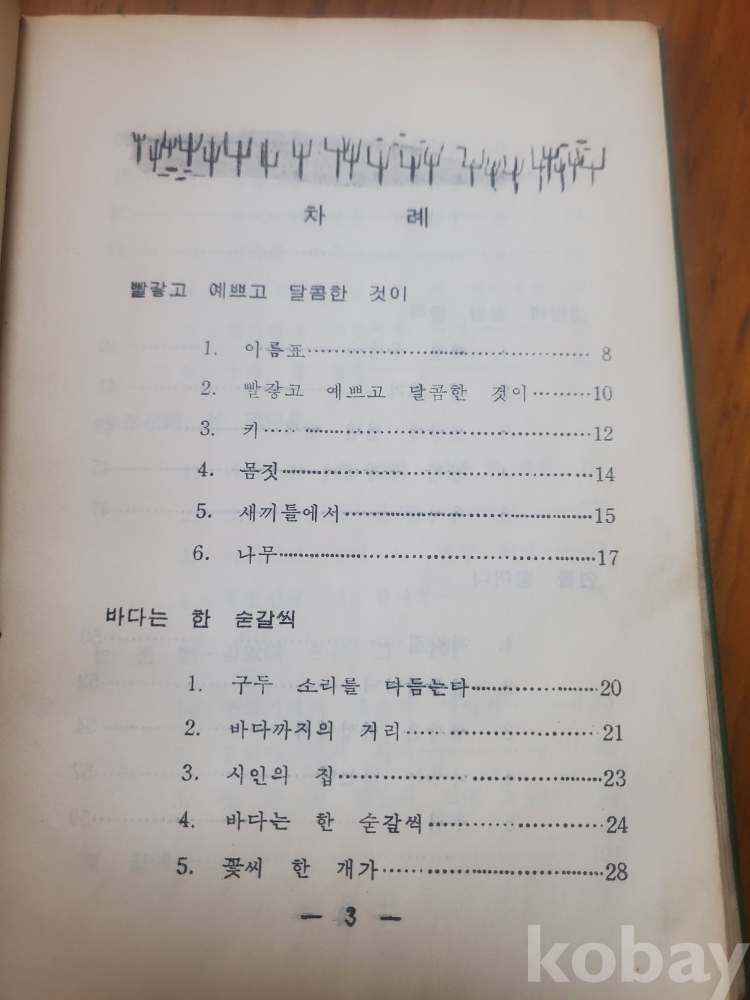 차 례
빨갛고 예쁘고 달콤한 것이
1. 이름표 8
2. 빨갛고 예쁘고 달콤한 것이 10
3. 키 12
4. 몸짓 14
5. 새끼틀에서 15
6. 나무 17
바다는 한 숟갈씩
1. 구두 소리를 다듬는다 20
2. 바다까지의 거리 21
3. 시인의 집 23
4. 바다는 한 숟갈씩 24
5. 꽃씨 한 개가 28
— 3 —
kobay